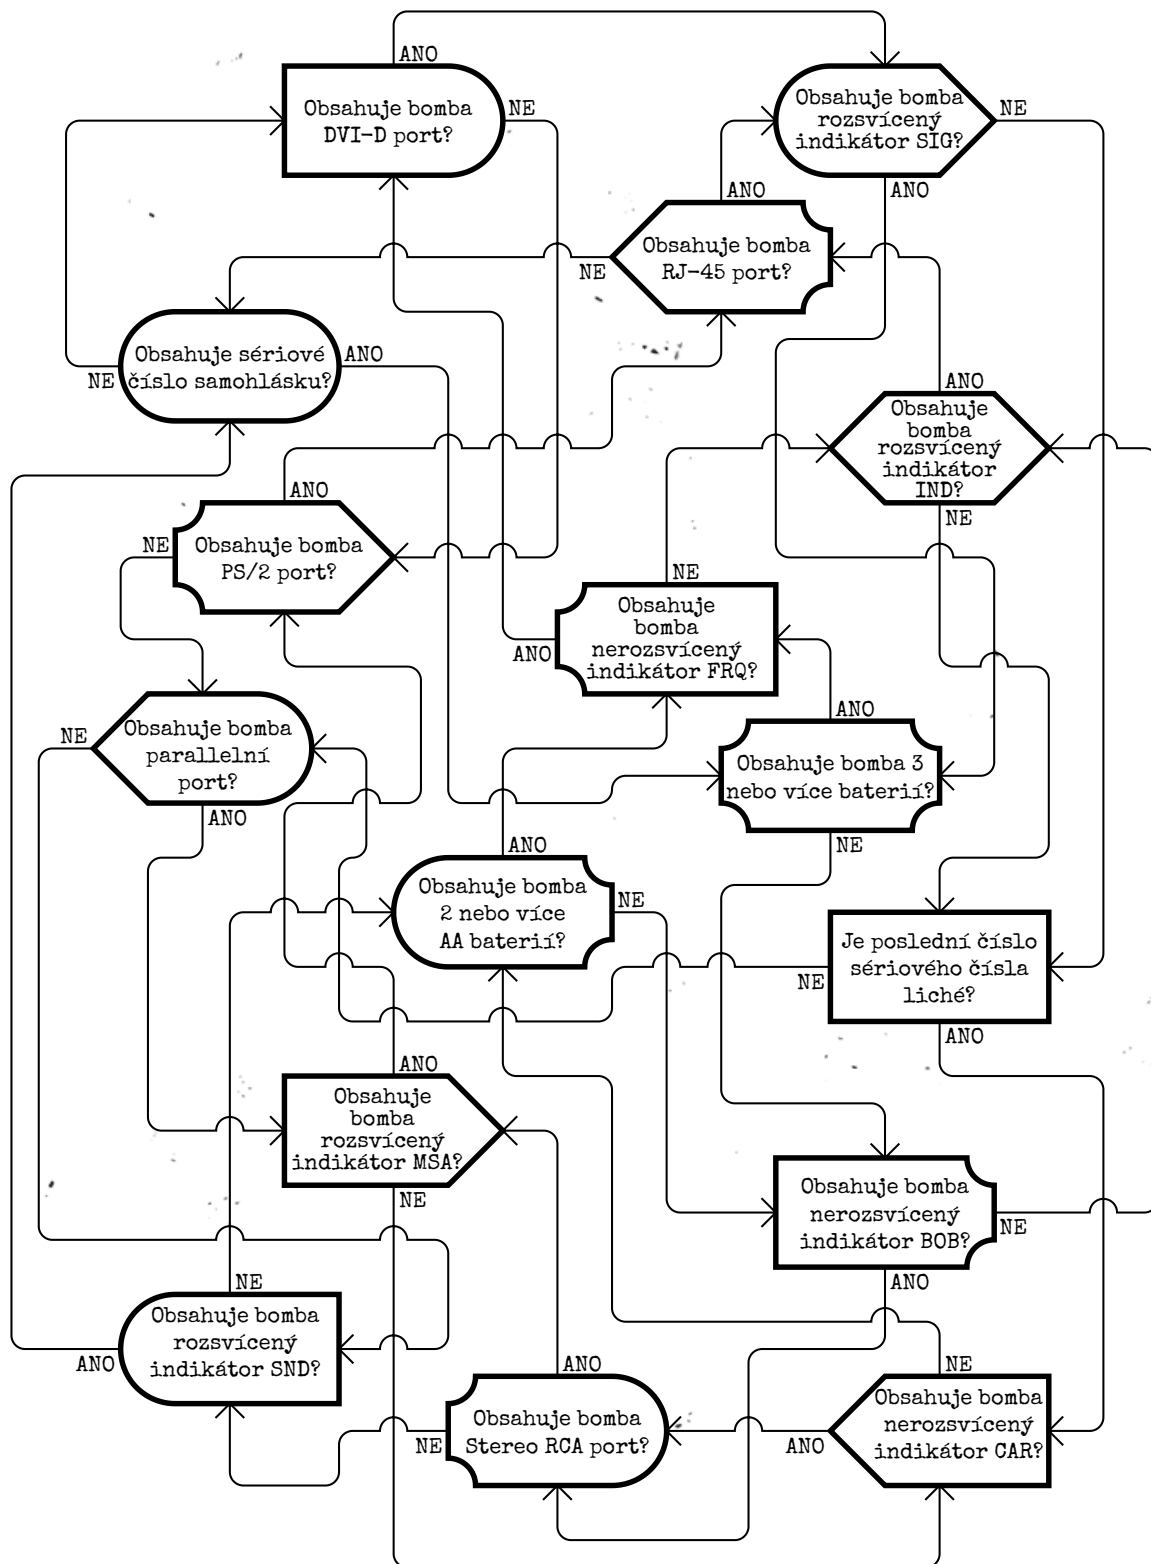 ANO
Obsahuje bomba
DVI-D port?
NE
Obsahuje bomba
rozsvícený
indikátor SIG?
NE
ANO
ANO
Obsahuje bomba
RJ-45 port?
NE
Obsahuje sériové
číslo samohlásku?
ANO
NE
ANO
Obsahuje
bomba
rozsvícený
indikátor
IND?
NE
ANO
NE
Obsahuje bomba
PS/2 port?
NE
Obsahuje
bomba
nerozsvícený
indikátor FRQ?
ANO
NE
Obsahuje bomba
parallelní
port?
ANO
ANO
Obsahuje bomba 3
nebo více baterií?
NE
ANO
Obsahuje bomba
2 nebo více
AA baterií?
NE
Je poslední číslo
sériového čísla
liché?
NE
ANO
ANO
Obsahuje
bomba
rozsvícený
indikátor MSA?
NE
Obsahuje bomba
nerozsvícený
indikátor BOB?
NE
ANO
NE
Obsahuje bomba
rozsvícený
indikátor SND?
ANO
ANO
Obsahuje bomba
Stereo RCA port?
NE
NE
Obsahuje bomba
nerozsvícený
indikátor CAR?
ANO